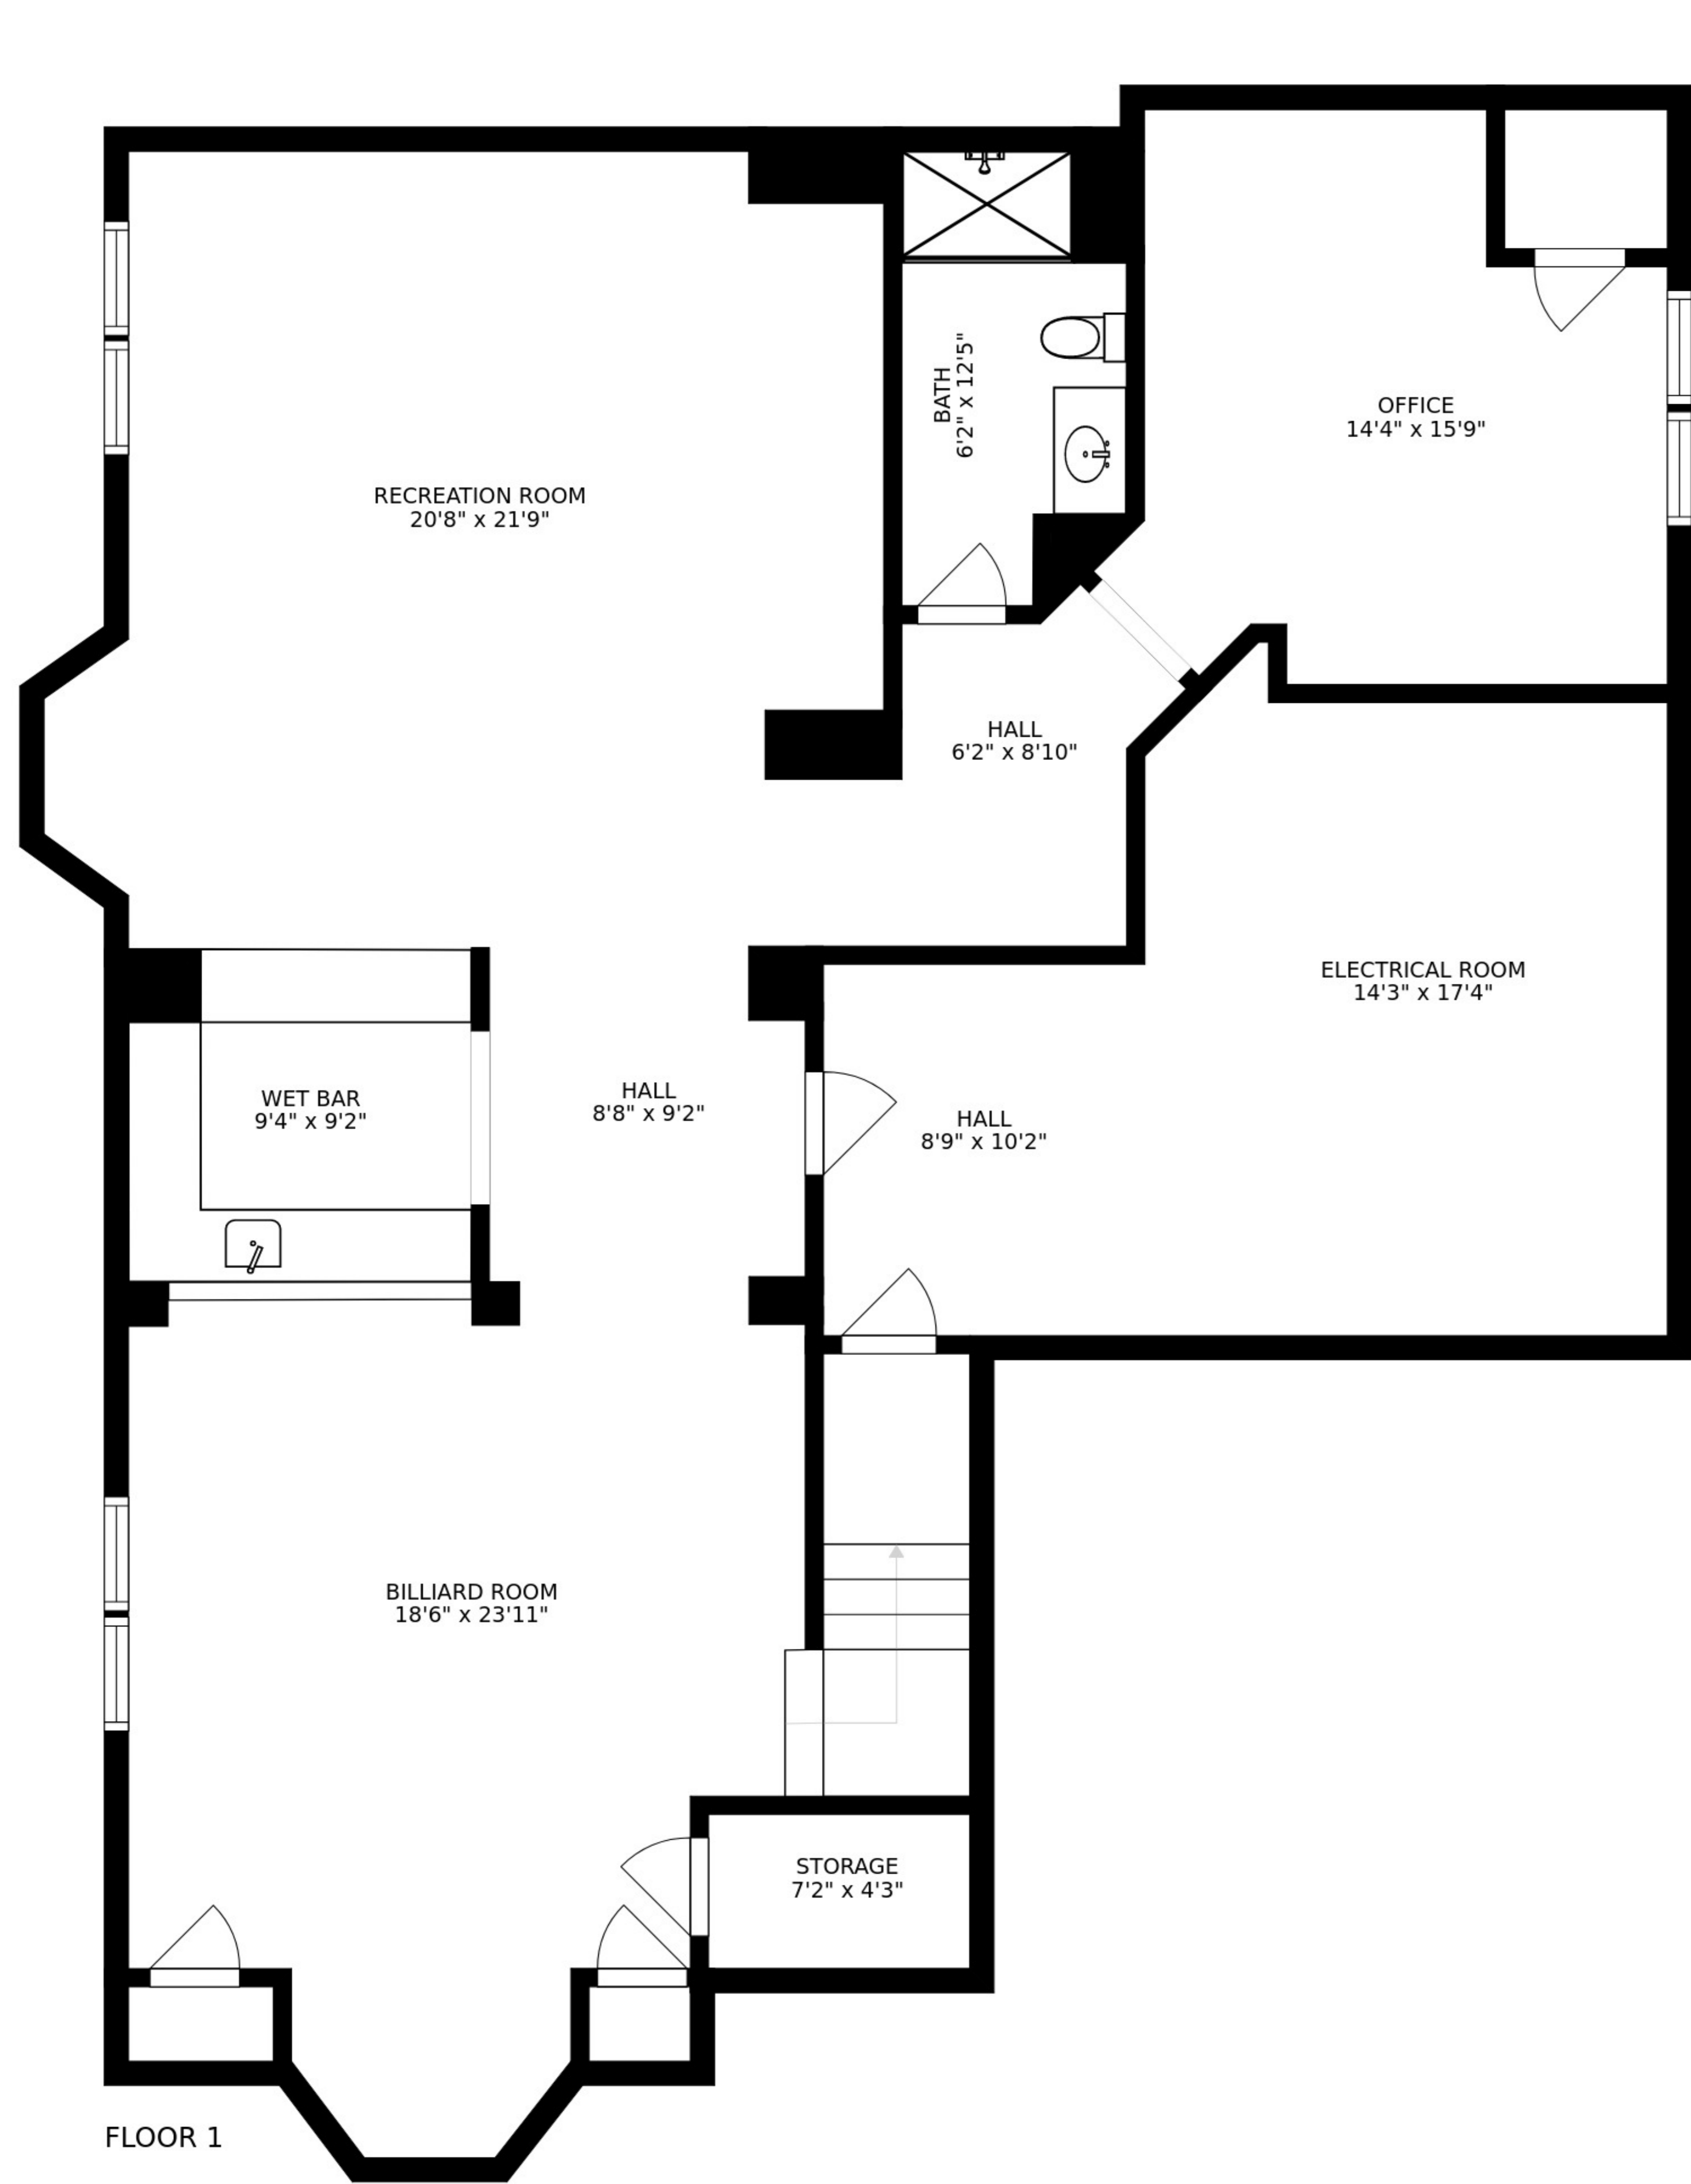 OFFICE
14'4" x 15'9"
BATH
6'2" x 12'5"
RECREATION ROOM
20'8" x 21'9"
HALL
6'2" x 8'10"
ELECTRICAL ROOM
14'3" x 17'4"
WET BAR
9'4" x 9'2"
HALL
8'8" x 9'2"
HALL
8'9" x 10'2"
BILLIARD ROOM
18'6" x 23'11"
STORAGE
7'2" x 4'3"
FLOOR 1